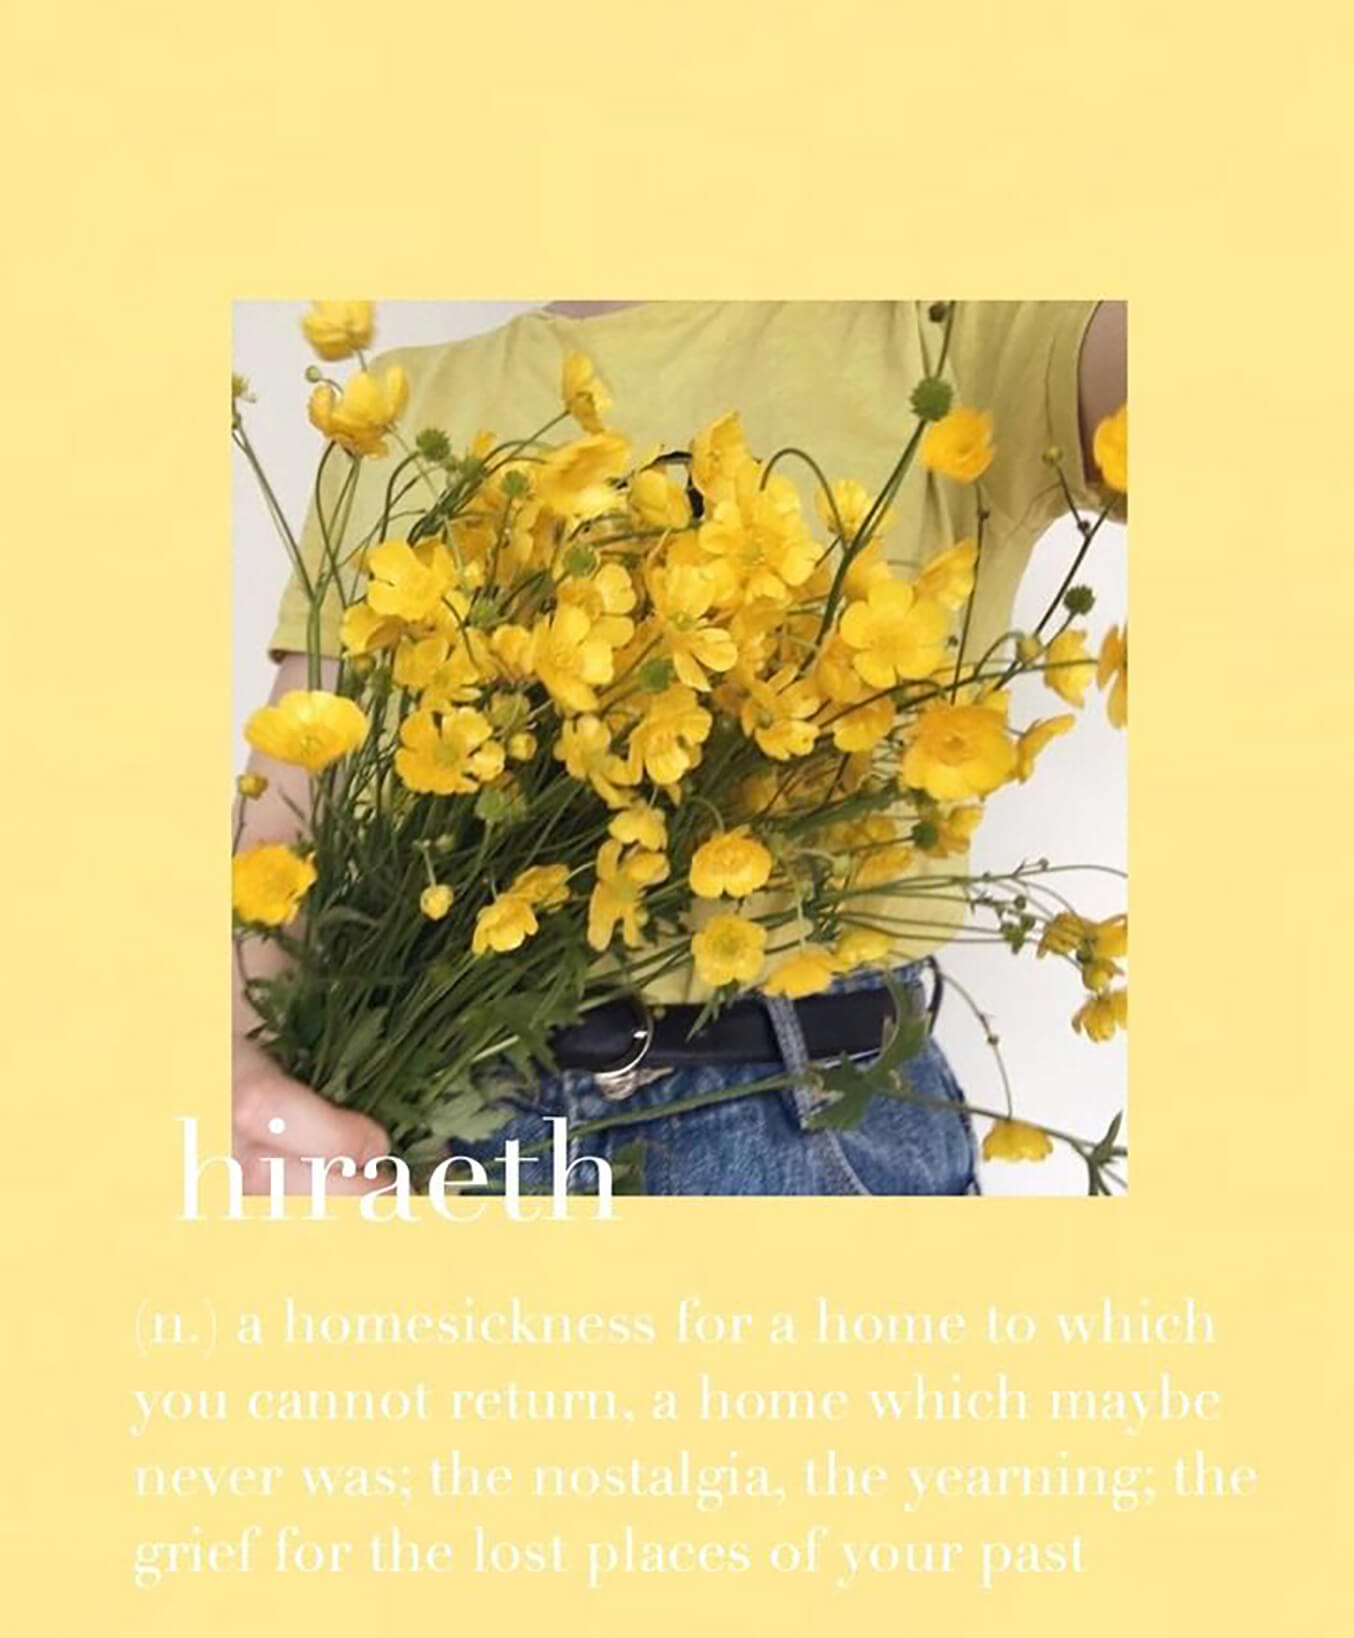 hiraeth
(n.) a homesickness for a home to which
you cannot return, a home which maybe
never was; the nostalgia, the yearning; the
grief for the lost places of your past